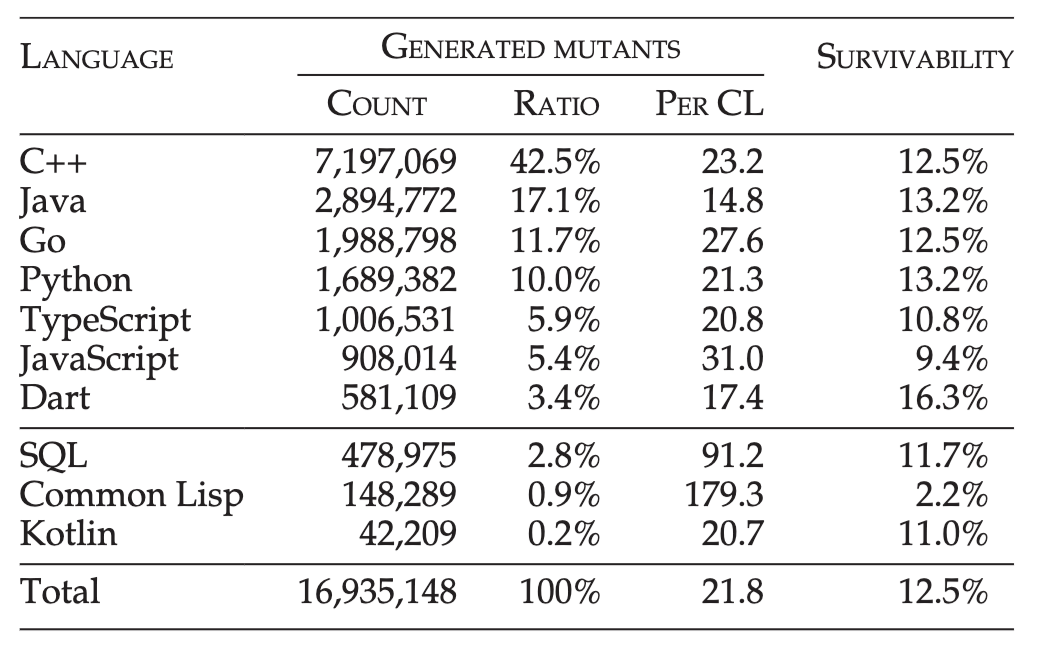 LANGUAGE GENERATED MUTANTS SURVIVABILITY
COUNT RATIO PER CL
C++ 7,197,069 42.5% 23.2 12.5%
Java 2,894,772 17.1% 14.8 13.2%
Go 1,988,798 11.7% 27.6 12.5%
Python 1,689,382 10.0% 21.3 13.2%
TypeScript 1,006,531 5.9% 20.8 10.8%
JavaScript 908,014 5.4% 31.0 9.4%
Dart 581,109 3.4% 17.4 16.3%
SQL 478,975 2.8% 91.2 11.7%
Common Lisp 148,289 0.9% 179.3 2.2%
Kotlin 42,209 0.2% 20.7 11.0%
Total 16,935,148 100% 21.8 12.5%